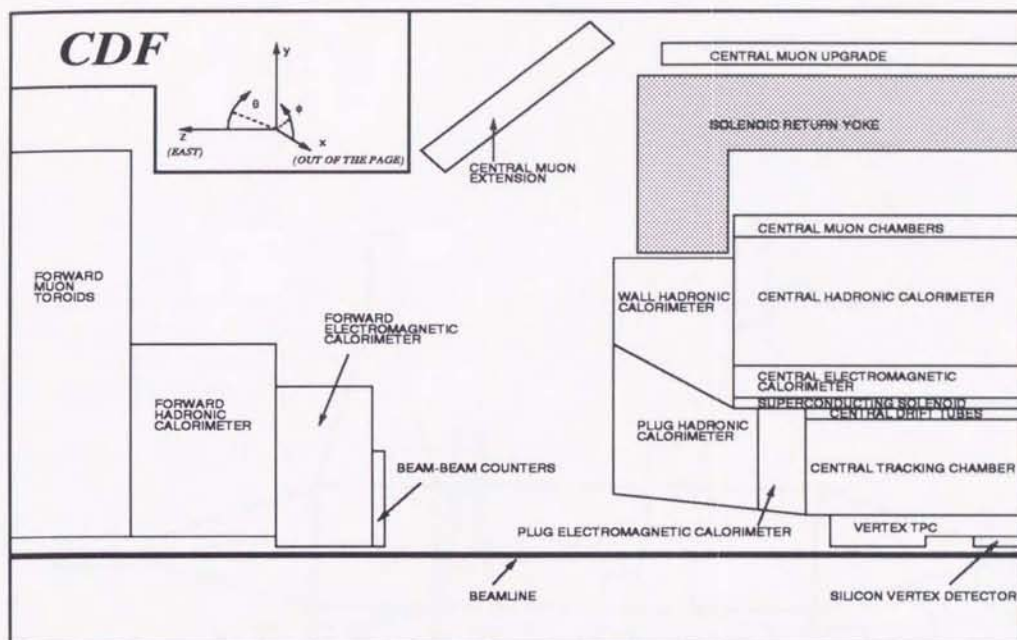 CDF
y
θ
φ
z
x
(EAST)
(OUT OF THE PAGE)
CENTRAL MUON
EXTENSION
CENTRAL MUON UPGRADE
SOLENOID RETURN YOKE
CENTRAL MUON CHAMBERS
FORWARD
MUON
TOROIDS
WALL HADRONIC
CALORIMETER
CENTRAL HADRONIC CALORIMETER
FORWARD
ELECTROMAGNETIC
CALORIMETER
CENTRAL ELECTROMAGNETIC
CALORIMETER
SUPERCONDUCTING SOLENOID
CENTRAL DRIFT TUBES
FORWARD
HADRONIC
CALORIMETER
PLUG HADRONIC
CALORIMETER
BEAM-BEAM COUNTERS
CENTRAL TRACKING CHAMBER
PLUG ELECTROMAGNETIC CALORIMETER
VERTEX TPC
BEAMLINE
SILICON VERTEX DETECTOR